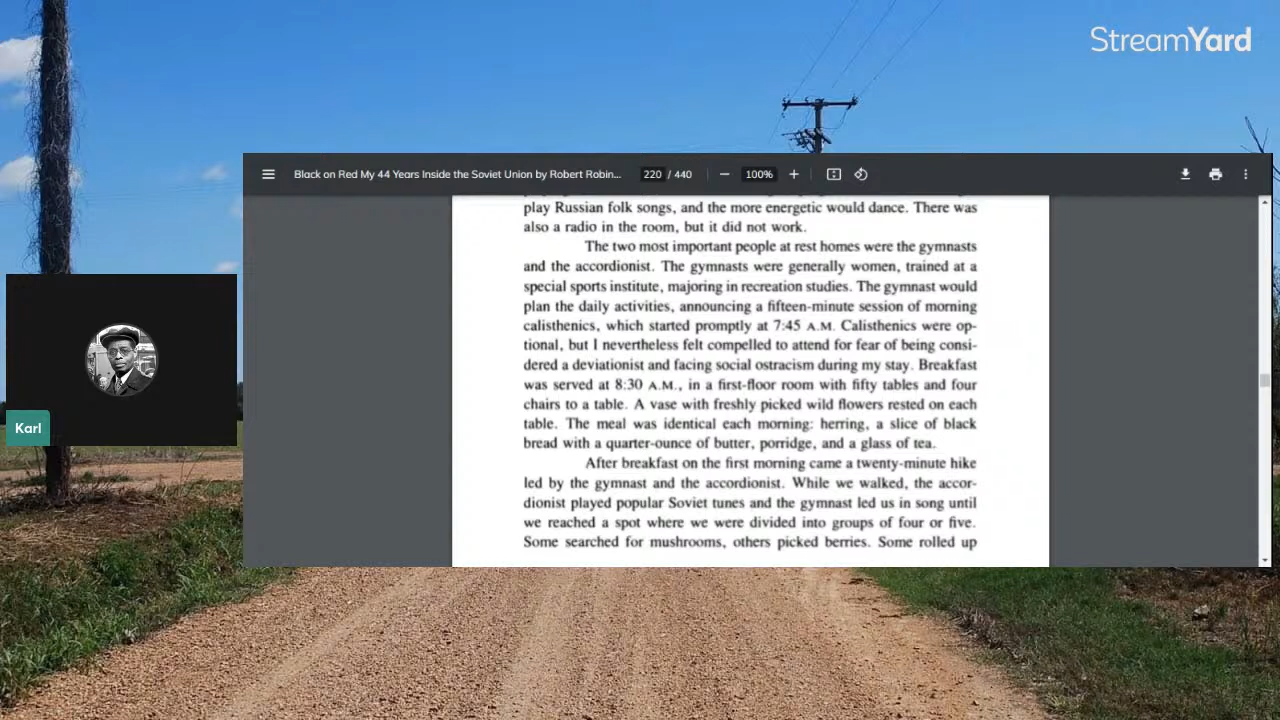 StreamYard
Black on Red My 44 Years Inside the Soviet Union by Robert Robin...
220 / 440
100%
play Russian folk songs, and the more energetic would dance. There was
also a radio in the room, but it did not work.
The two most important people at rest homes were the gymnasts
and the accordionist. The gymnasts were generally women, trained at a
special sports institute, majoring in recreation studies. The gymnast would
plan the daily activities, announcing a fifteen-minute session of morning
calisthenics, which started promptly at 7:45 A.M. Calisthenics were op-
tional, but I nevertheless felt compelled to attend for fear of being consi-
dered a deviationist and facing social ostracism during my stay. Breakfast
was served at 8:30 A.M., in a first-floor room with fifty tables and four
chairs to a table. A vase with freshly picked wild flowers rested on each
table. The meal was identical each morning: herring, a slice of black
bread with a quarter-ounce of butter, porridge, and a glass of tea.
After breakfast on the first morning came a twenty-minute hike
led by the gymnast and the accordionist. While we walked, the accor-
dionist played popular Soviet tunes and the gymnast led us in song until
we reached a spot where we were divided into groups of four or five.
Some searched for mushrooms, others picked berries. Some rolled up
Karl